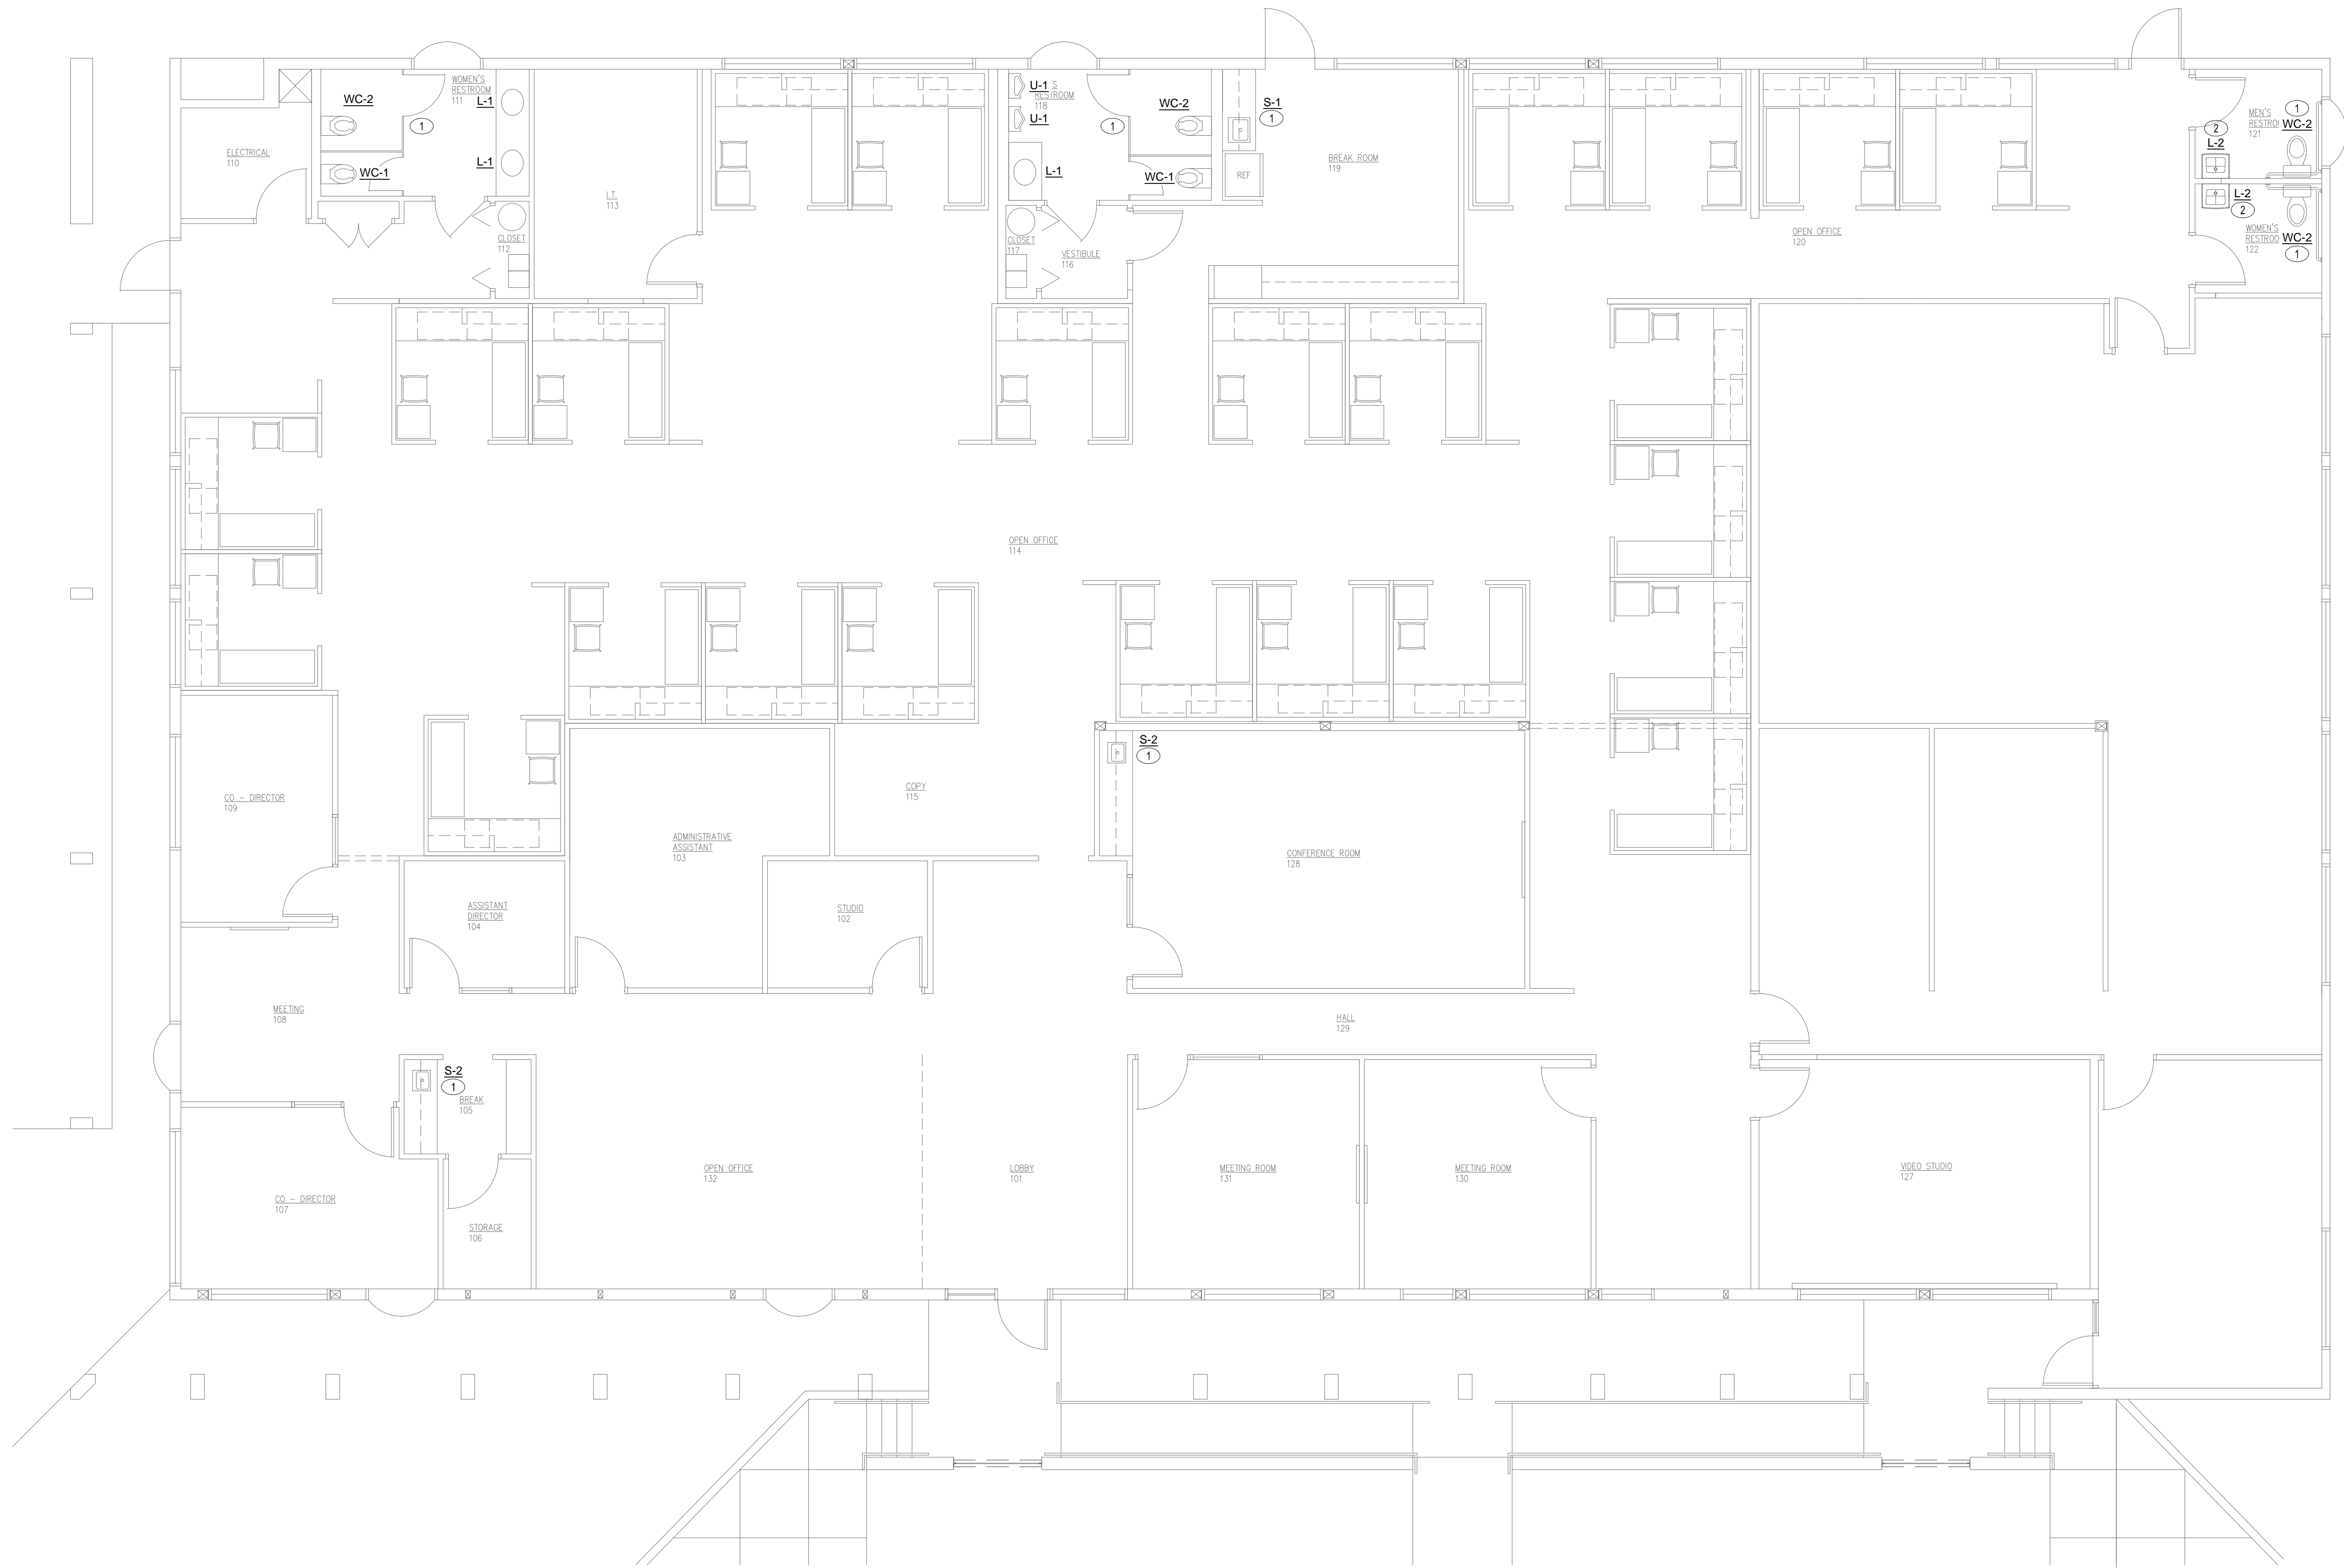 WOMEN'S
RESTROOM
111
WC-2
L-1
1
L-1
WC-1
ELECTRICAL
110
I.T.
113
CLOSET
112
U-1
'S
RESTROOM
118
U-1
WC-2
1
L-1
WC-1
S-1
1
REF
BREAK ROOM
119
CLOSET
117
VESTIBULE
116
OPEN OFFICE
120
MEN'S
RESTROO
121
1
WC-2
2
L-2
L-2
2
WOMEN'S
RESTROO
122
WC-2
1
OPEN OFFICE
114
CO - DIRECTOR
109
COPY
115
S-2
1
ADMINISTRATIVE
ASSISTANT
103
CONFERENCE ROOM
128
ASSISTANT
DIRECTOR
104
STUDIO
102
MEETING
108
HALL
129
S-2
1
BREAK
105
CO - DIRECTOR
107
STORAGE
106
OPEN OFFICE
132
LOBBY
101
MEETING ROOM
131
MEETING ROOM
130
VIDEO STUDIO
127